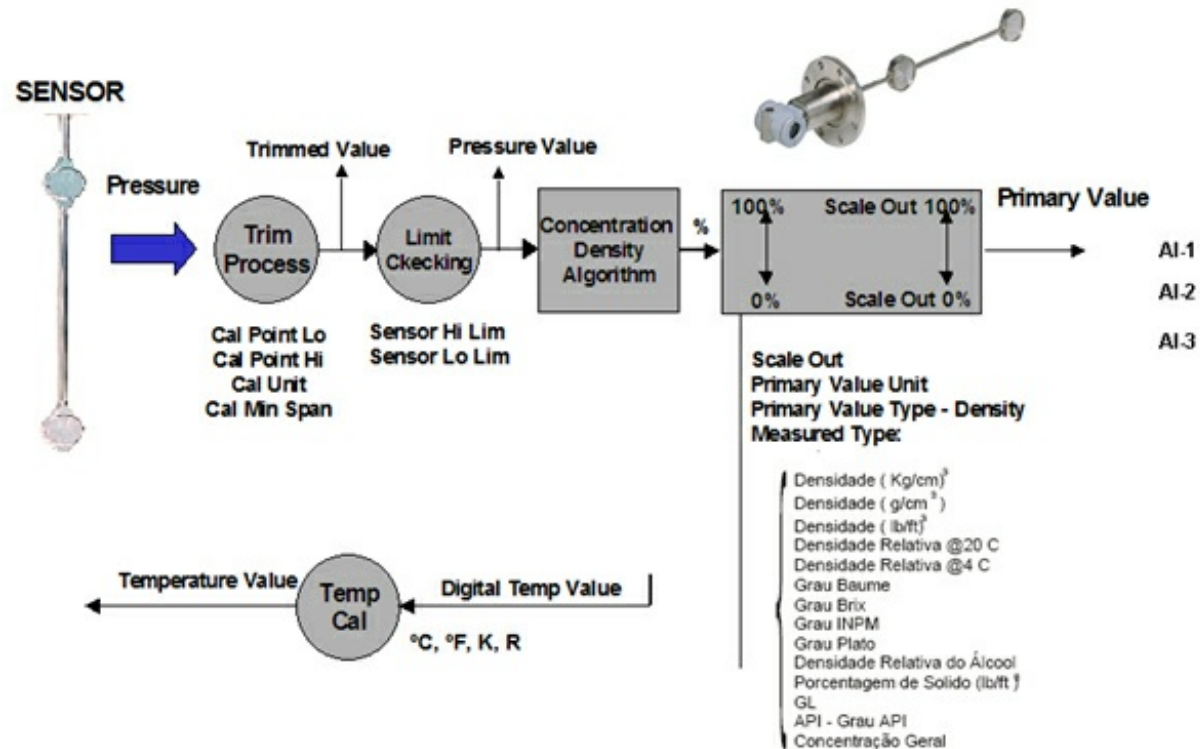 SENSOR
Pressure
Trimmed Value
Pressure Value
Trim
Process
Limit
Ckecking
Concentration
Density
Algorithm
%
100% Scale Out 100%
0% Scale Out 0%
Primary Value
AI-1
AI-2
AI-3
Cal Point Lo
Cal Point Hi
Cal Unit
Cal Min Span
Sensor Hi Lim
Sensor Lo Lim
Scale Out
Primary Value Unit
Primary Value Type - Density
Measured Type:
Densidade ( Kg/cm)³
Densidade ( g/cm³ )
Densidade ( lb/ft)³
Densidade Relativa @20 C
Densidade Relativa @4 C
Grau Baume
Grau Brix
Grau INPM
Grau Plato
Densidade Relativa do Álcool
Porcentagem de Solido (lb/ft³)
GL
API - Grau API
Concentração Geral
Temperature Value
Temp
Cal
Digital Temp Value
ºC, ºF, K, R